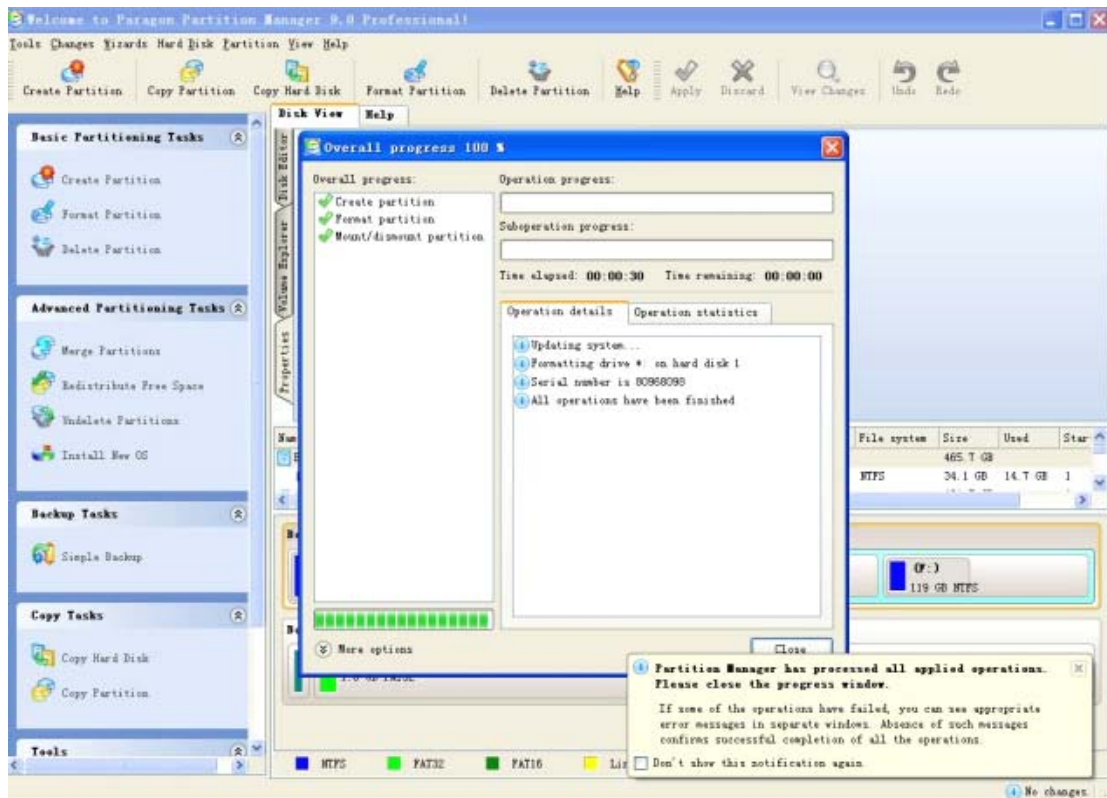 Welcome to Paragon Partition Manager 9.0 Professional!
Tools Changes Wizards Hard Disk Partition View Help
Create Partition Copy Partition Copy Hard Disk Format Partition Delete Partition Help Apply Discard View Changes Undo Redo
Disk View Help
Basic Partitioning Tasks
Create Partition
Format Partition
Delete Partition
Advanced Partitioning Tasks
Merge Partitions
Redistribute Free Space
Undelete Partitions
Install New OS
Backup Tasks
Simple Backup
Copy Tasks
Copy Hard Disk
Copy Partition
Tools
Disk Editor
Volume Explorer
Properties
Overall progress 100 %
Overall progress:
Create partition
Format partition
Mount/dismount partition
More options
Operation progress:
Suboperation progress:
Time elapsed: 00:00:30 Time remaining: 00:00:00
Operation details Operation statistics
Updating system...
Formatting drive *: on hard disk 1
Serial number is 80968098
All operations have been finished
Close
File system Size Used Star
465.7 GB
NTFS 34.1 GB 14.7 GB 1
(F:)
119 GB NTFS
Partition Manager has processed all applied operations.
Please close the progress window.
If some of the operations have failed, you can see appropriate
error messages in separate windows. Absence of such messages
confirms successful completion of all the operations.
Don't show this notification again.
NTFS FAT32 FAT16
No changes.